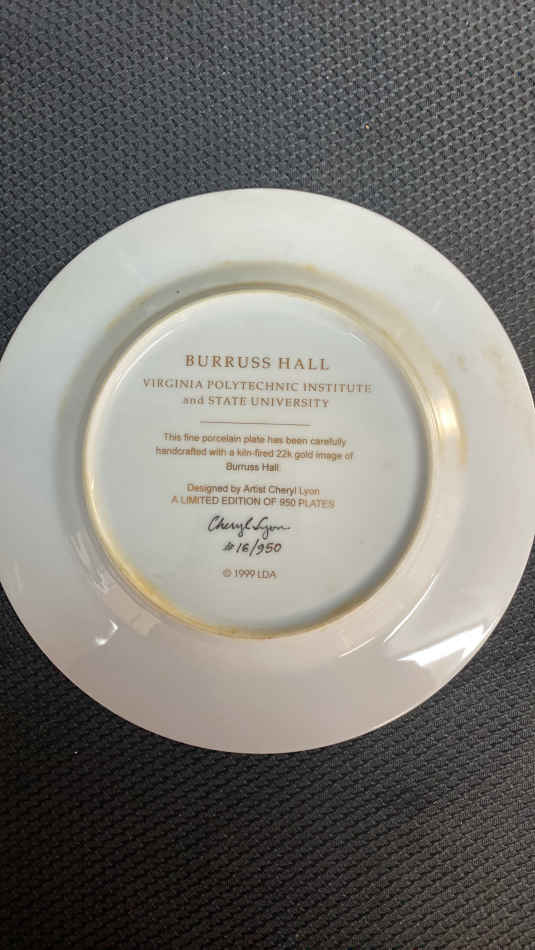 BURRUSS HALL
VIRGINIA POLYTECHNIC INSTITUTE
and STATE UNIVERSITY
This fine porcelain plate has been carefully
handcrafted with a kiln-fired 22k gold image of
Burruss Hall.
Designed by Artist Cheryl Lyon
A LIMITED EDITION OF 950 PLATES
Cheryl Lyon
# 16/950
© 1999 LDA